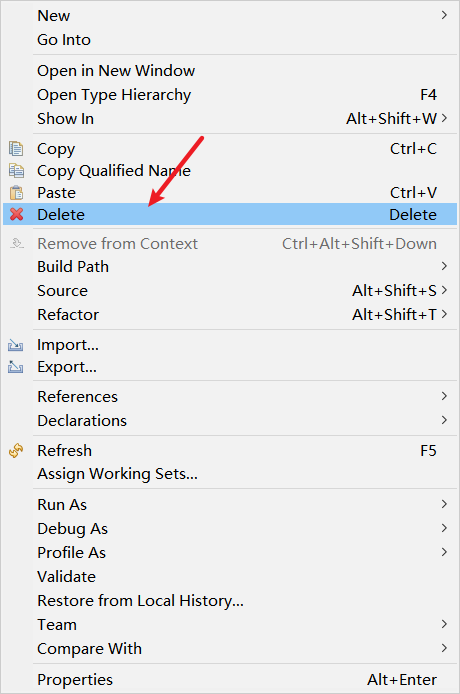 New
Go Into
Open in New Window
Open Type Hierarchy F4
Show In Alt+Shift+W
Copy Ctrl+C
Copy Qualified Name
Paste Ctrl+V
Delete Delete
Remove from Context Ctrl+Alt+Shift+Down
Build Path
Source Alt+Shift+S
Refactor Alt+Shift+T
Import...
Export...
References
Declarations
Refresh F5
Assign Working Sets...
Run As
Debug As
Profile As
Validate
Restore from Local History...
Team
Compare With
Properties Alt+Enter